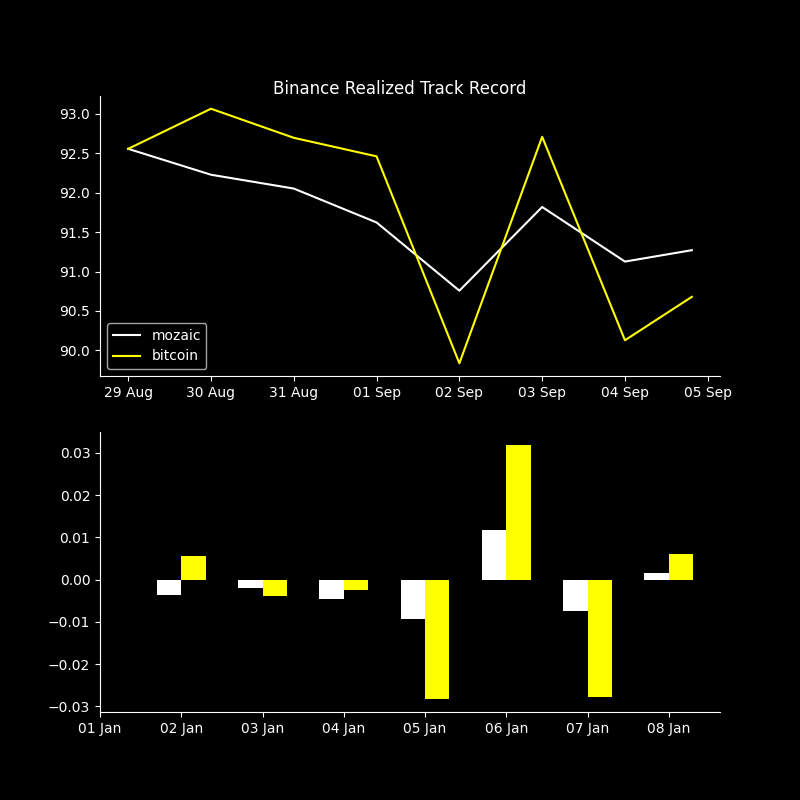 Binance Realized Track Record
93.0
92.5
92.0
91.5
91.0
90.5
90.0
mozaic
bitcoin
29 Aug 30 Aug 31 Aug 01 Sep 02 Sep 03 Sep 04 Sep 05 Sep
0.03
0.02
0.01
0.00
−0.01
−0.02
−0.03
01 Jan 02 Jan 03 Jan 04 Jan 05 Jan 06 Jan 07 Jan 08 Jan